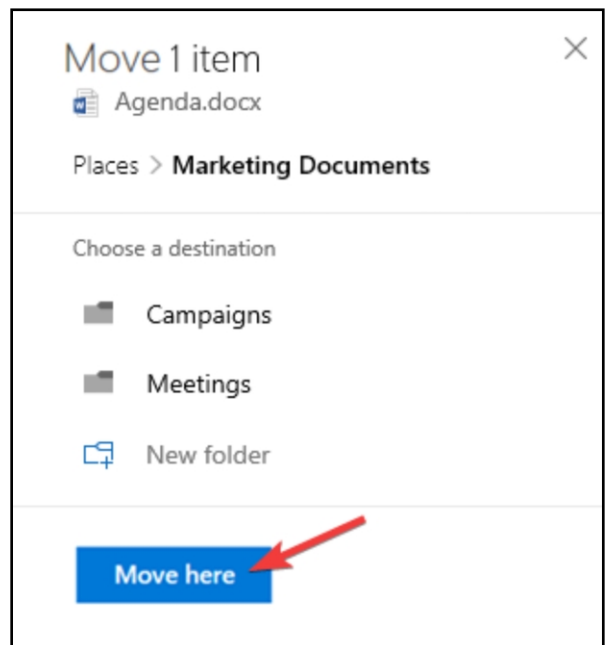 Move 1 item
Agenda.docx
Places > Marketing Documents
Choose a destination
Campaigns
Meetings
New folder
Move here